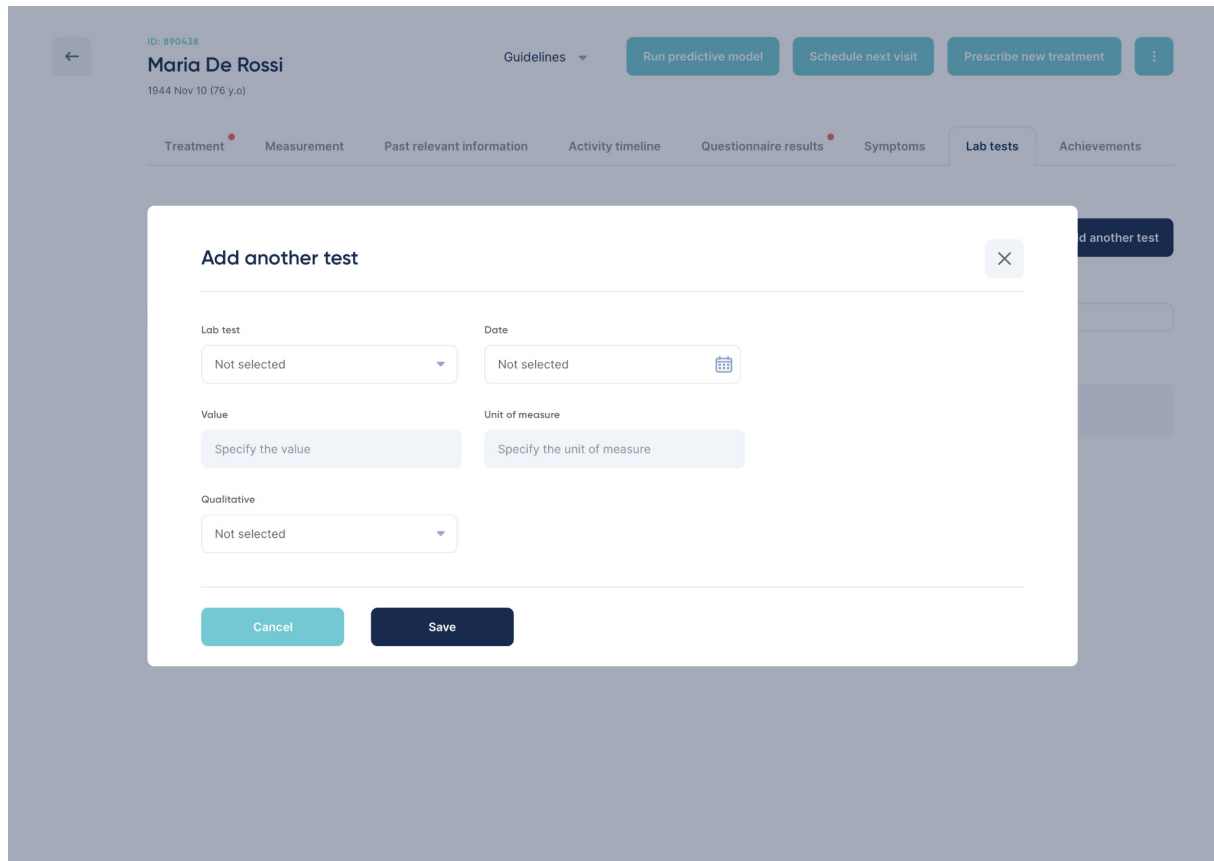 ID: 890438
Maria De Rossi
1944 Nov 10 (76 y.o)
Guidelines
Run predictive model
Schedule next visit
Prescribe new treatment
Treatment
Measurement
Past relevant information
Activity timeline
Questionnaire results
Symptoms
Lab tests
Achievements
d another test
Add another test
Lab test
Date
Not selected
Not selected
Value
Unit of measure
Specify the value
Specify the unit of measure
Qualitative
Not selected
Cancel
Save